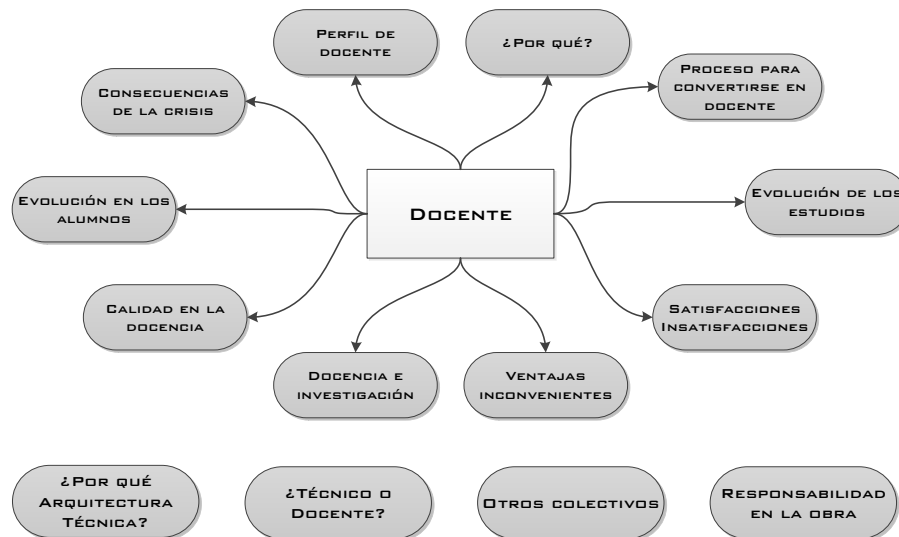 Perfil de
docente
¿Por qué?
Consecuencias
de la crisis
Proceso para
convertirse en
docente
Evolución en los
alumnos
Docente
Evolución de los
estudios
Calidad en la
docencia
Satisfacciones
Insatisfacciones
Docencia e
investigación
Ventajas
inconvenientes
¿Por qué
Arquitectura
Técnica?
¿Técnico o
Docente?
Otros colectivos
Responsabilidad
en la obra